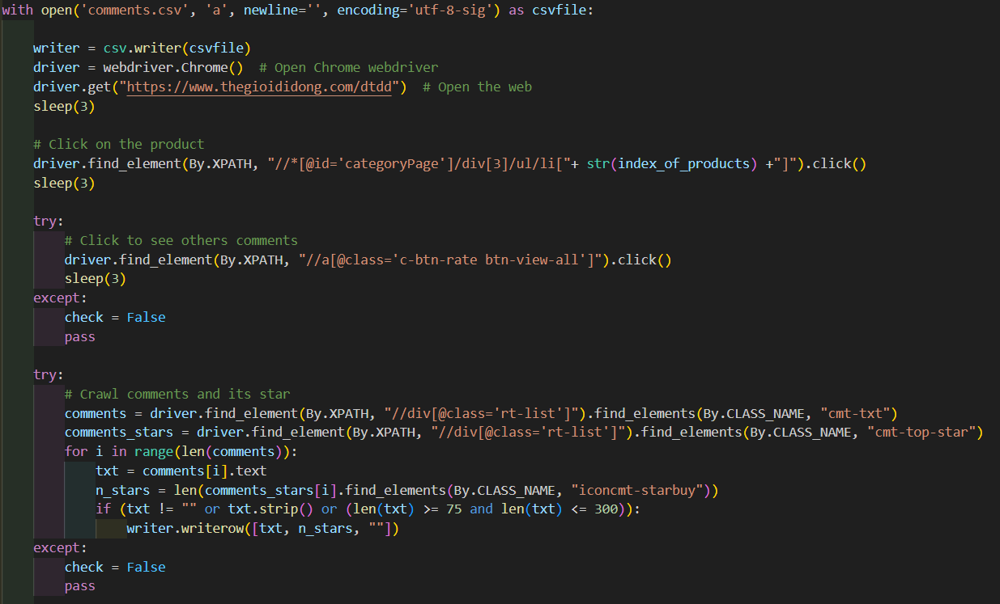 with open('comments.csv', 'a', newline='', encoding='utf-8-sig') as csvfile:
writer = csv.writer(csvfile)
driver = webdriver.Chrome()  # Open Chrome webdriver
driver.get("https://www.thegioididong.com/dtdd")  # Open the web
sleep(3)
# Click on the product
driver.find_element(By.XPATH, "//*[@id='categoryPage']/div[3]/ul/li["+ str(index_of_products) +"]").click()
sleep(3)
try:
# Click to see others comments
driver.find_element(By.XPATH, "//a[@class='c-btn-rate btn-view-all']").click()
sleep(3)
except:
check = False
pass
try:
# Crawl comments and its star
comments = driver.find_element(By.XPATH, "//div[@class='rt-list']").find_elements(By.CLASS_NAME, "cmt-txt")
comments_stars = driver.find_element(By.XPATH, "//div[@class='rt-list']").find_elements(By.CLASS_NAME, "cmt-top-star")
for i in range(len(comments)):
txt = comments[i].text
n_stars = len(comments_stars[i].find_elements(By.CLASS_NAME, "iconcmt-starbuy"))
if (txt != "" or txt.strip() or (len(txt) >= 75 and len(txt) <= 300)):
writer.writerow([txt, n_stars, ""])
except:
check = False
pass